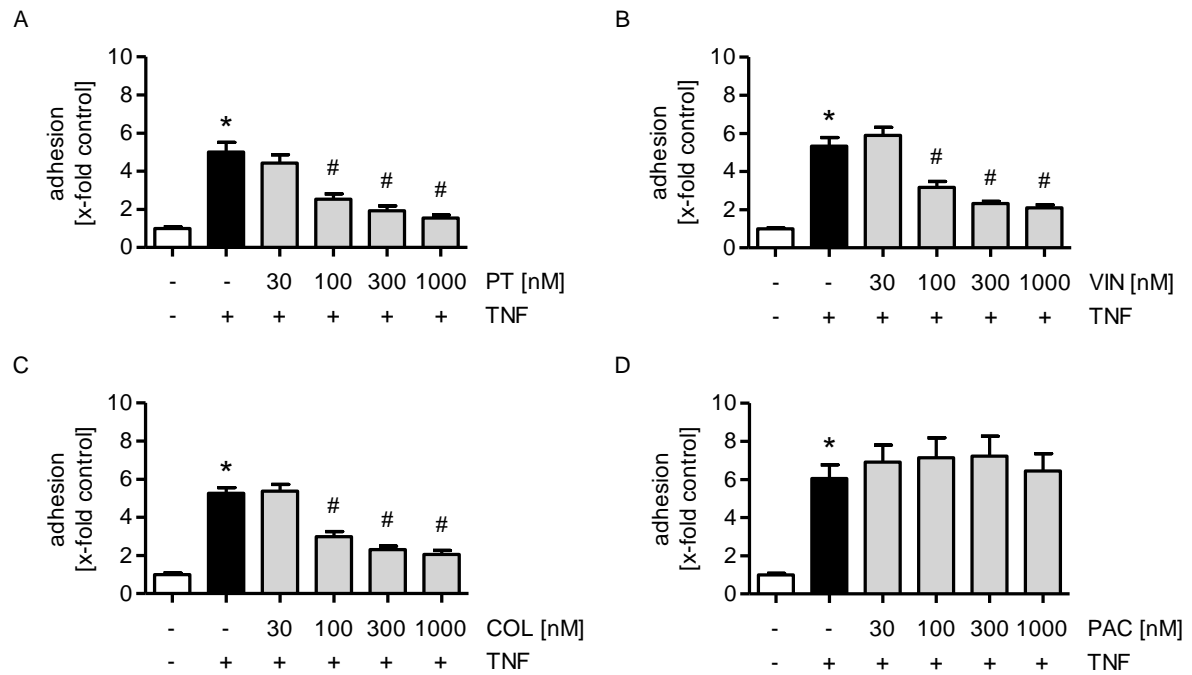 A
adhesion
[x-fold control]
10
8
6
4
2
0
*
#
#
#
- - 30 100 300 1000 PT [nM]
- + + + + + TNF
B
adhesion
[x-fold control]
10
8
6
4
2
0
*
#
#
#
- - 30 100 300 1000 VIN [nM]
- + + + + + TNF
C
adhesion
[x-fold control]
10
8
6
4
2
0
*
#
#
#
- - 30 100 300 1000 COL [nM]
- + + + + + TNF
D
adhesion
[x-fold control]
10
8
6
4
2
0
*
- - 30 100 300 1000 PAC [nM]
- + + + + + TNF